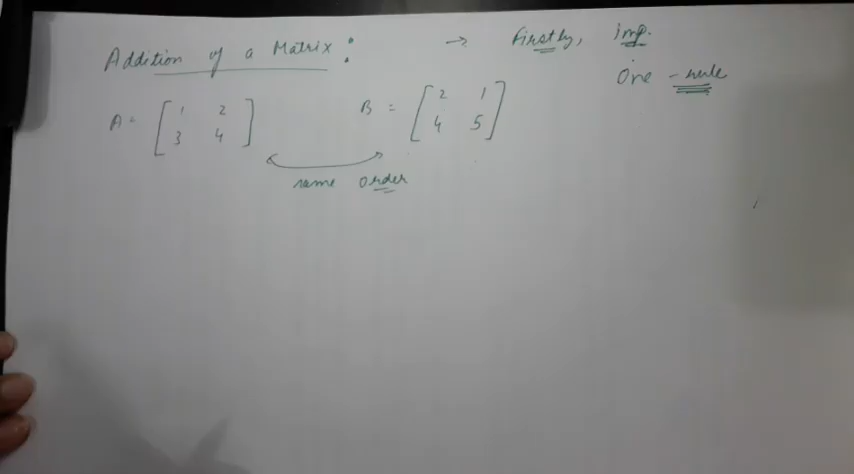 Addition of a Matrix : → Firstly, imp.
One - rule
A = [ 1 2
3 4 ]
B = [ 2 1
4 5 ]
same order